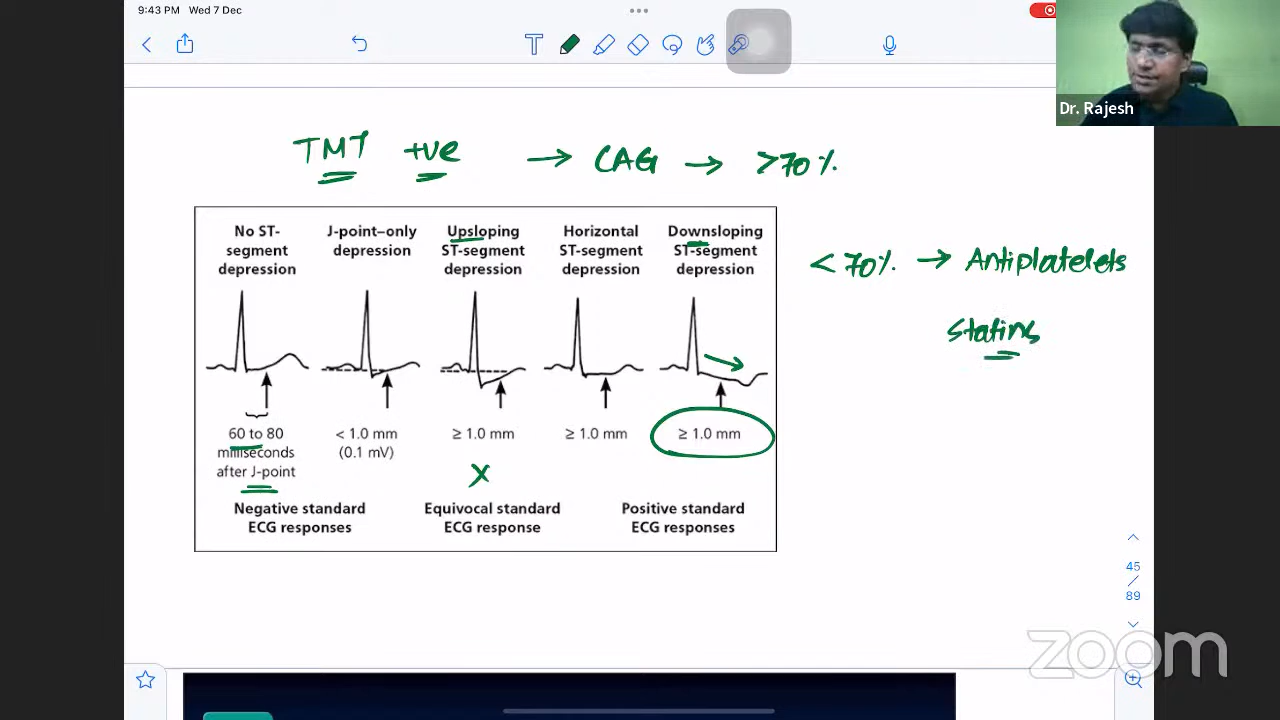 9:43 PM Wed 7 Dec
Dr. Rajesh
TMT +ve → CAG → >70%
No ST-
segment
depression
J-point–only
depression
Upsloping
ST-segment
depression
Horizontal
ST-segment
depression
Downsloping
ST-segment
depression
<70% → Antiplatelets
Statins
60 to 80
milliseconds
after J-point
< 1.0 mm
(0.1 mV)
≥ 1.0 mm
≥ 1.0 mm
≥ 1.0 mm
X
Negative standard
ECG responses
Equivocal standard
ECG response
Positive standard
ECG responses
45
/
89
zoom